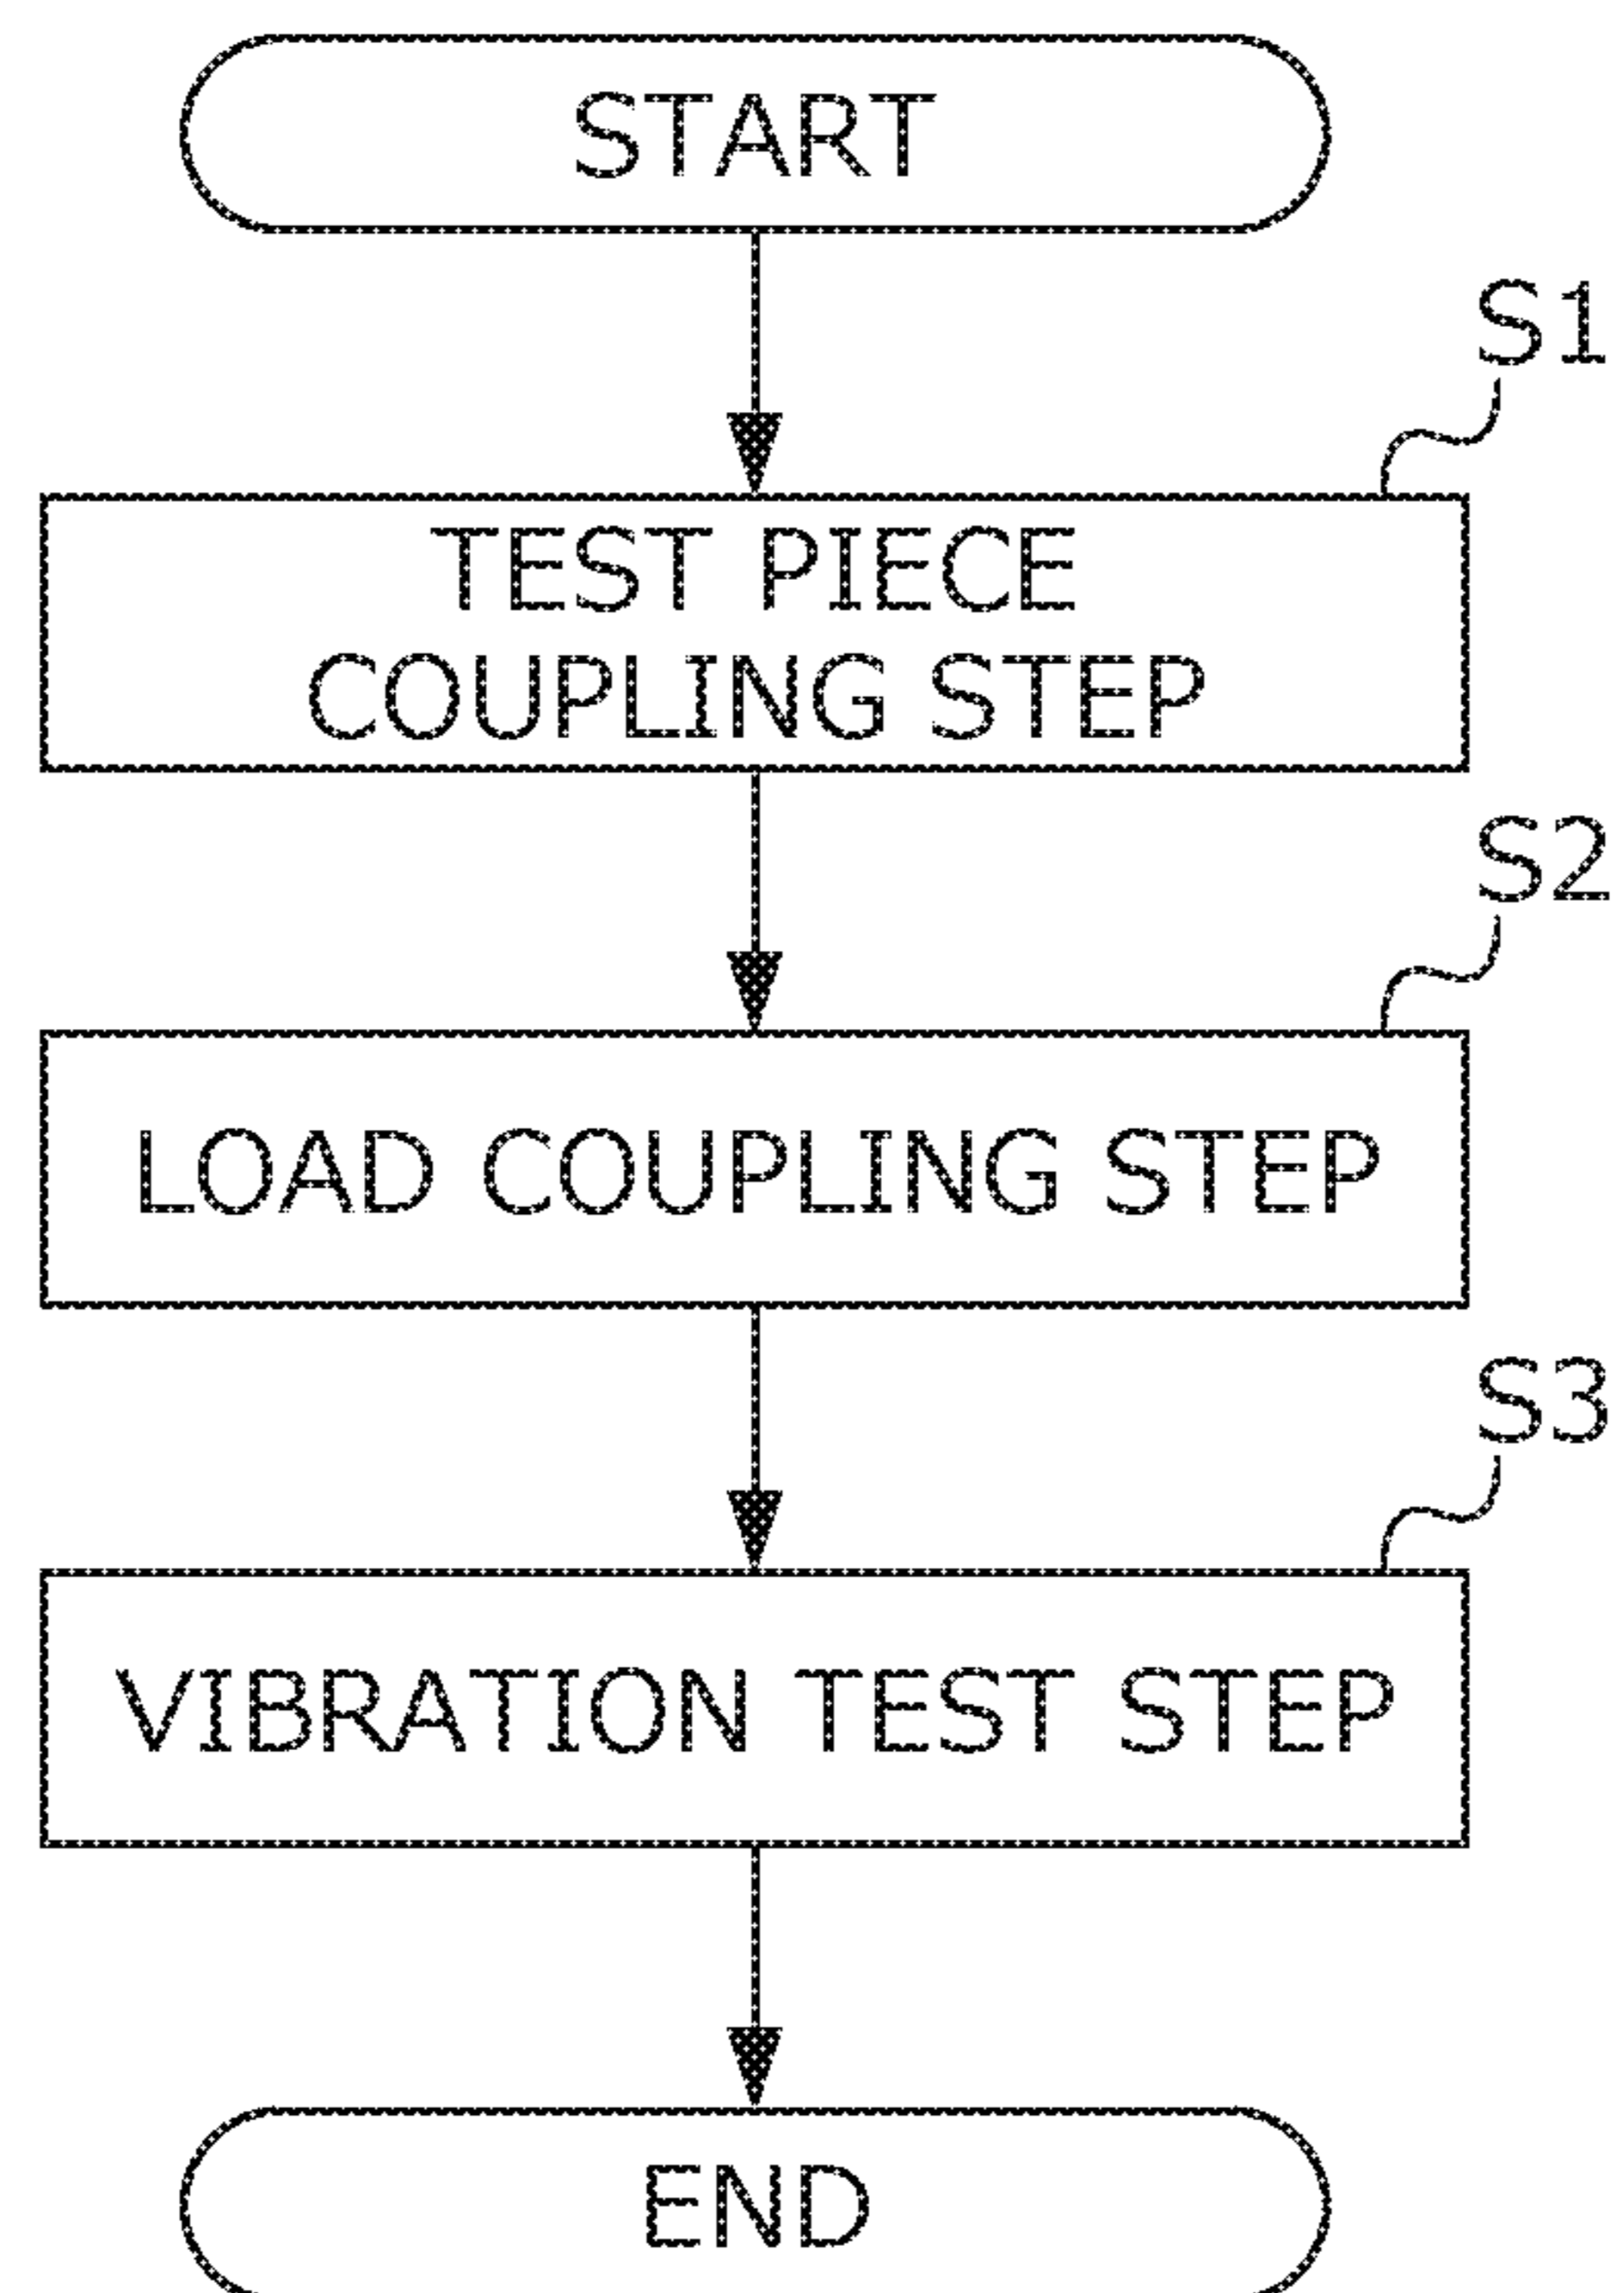 START
S1
TEST PIECE
COUPLING STEP
S2
LOAD COUPLING STEP
S3
VIBRATION TEST STEP
END